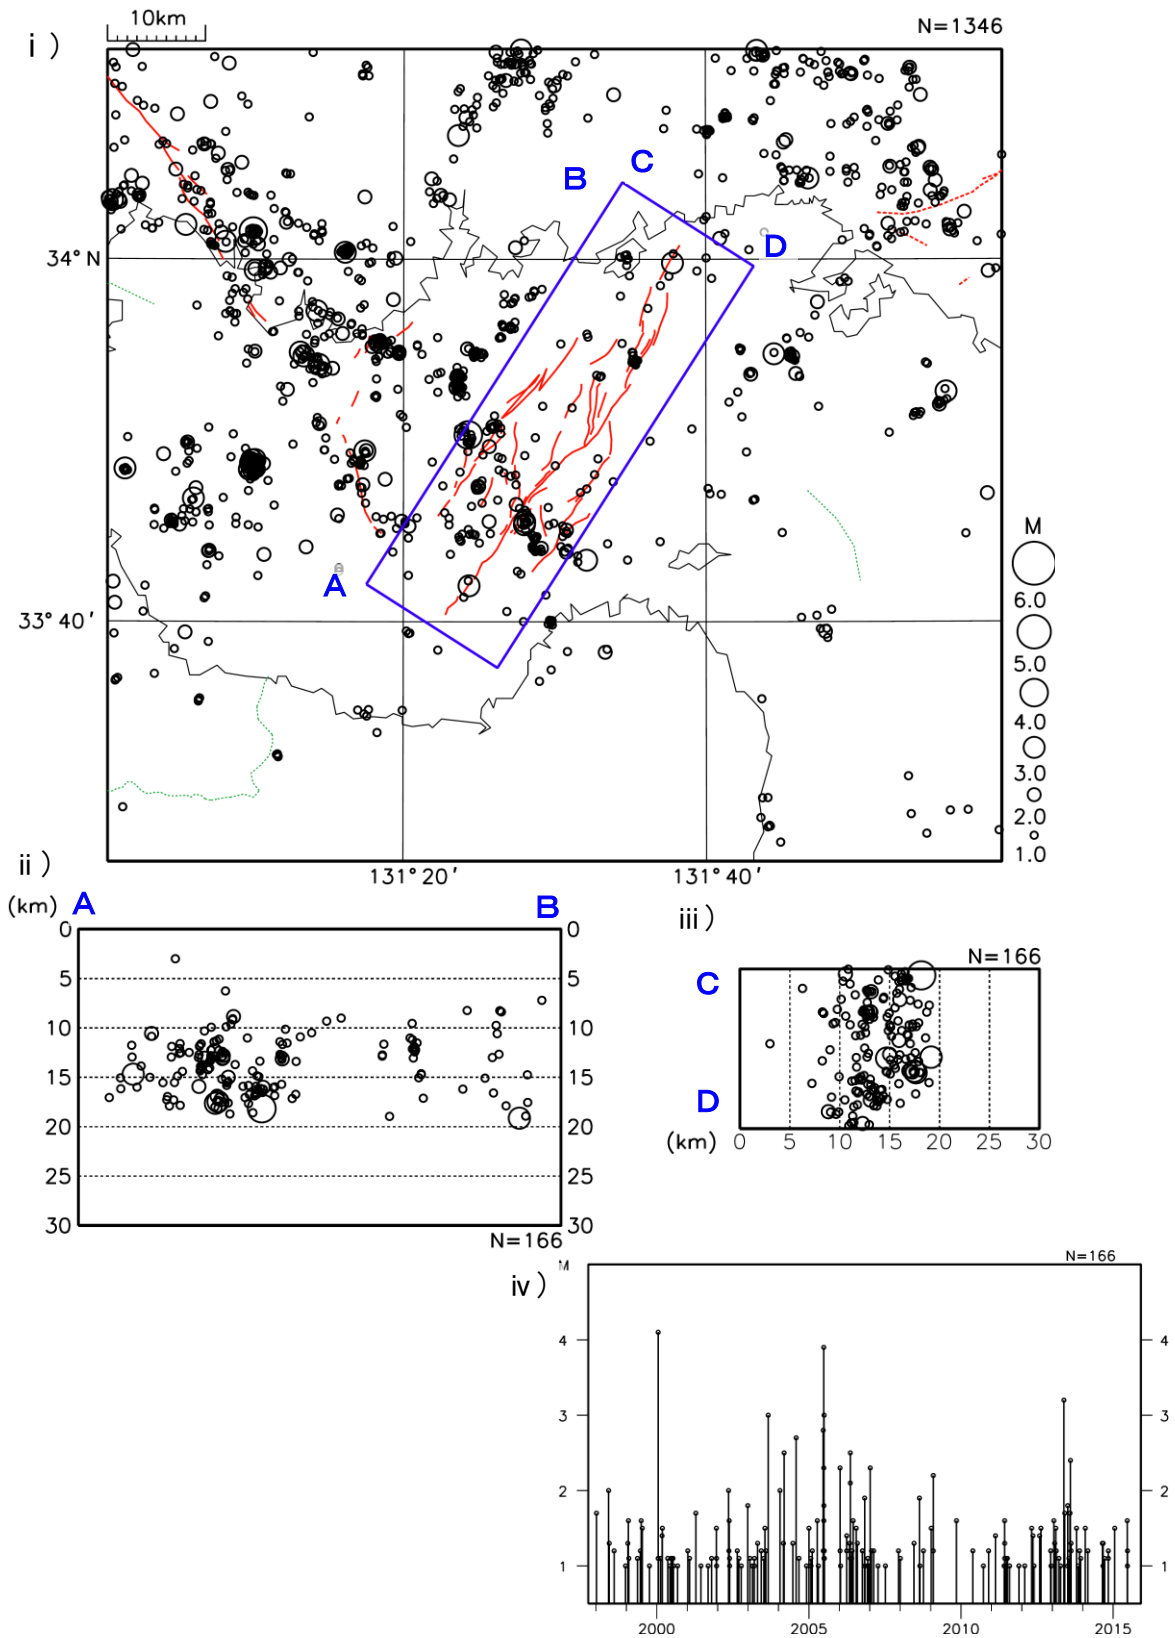 10km
N=1346
i )
B
C
34° N
D
A
33°40′
M
6.0
5.0
4.0
3.0
2.0
1.0
131°20′
131°40′
ii )
(km)
A
B
0
5
10
15
20
25
30
0
5
10
15
20
25
30
N=166
iii )
N=166
C
D
(km)
0 5 10 15 20 25 30
iv )
M
N=166
4
3
2
1
4
3
2
1
2000 2005 2010 2015